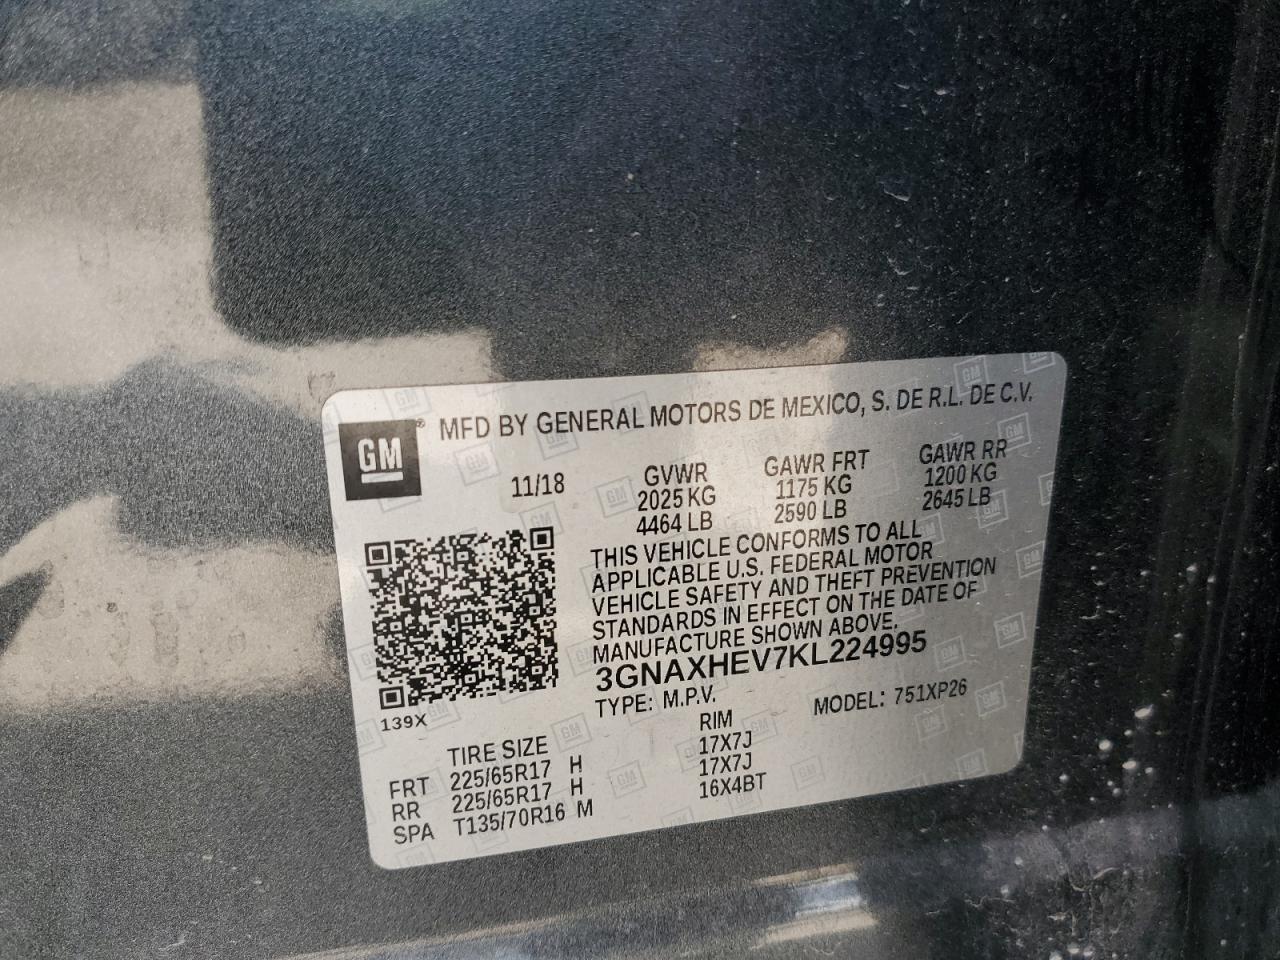 GM® MFD BY GENERAL MOTORS DE MEXICO, S. DE R.L. DE C.V.
11/18 GVWR GAWR FRT GAWR RR
2025 KG 1175 KG 1200 KG
4464 LB 2590 LB 2645 LB
THIS VEHICLE CONFORMS TO ALL
APPLICABLE U.S. FEDERAL MOTOR
VEHICLE SAFETY AND THEFT PREVENTION
STANDARDS IN EFFECT ON THE DATE OF
MANUFACTURE SHOWN ABOVE.
3GNAXHEV7KL224995
TYPE: M.P.V. MODEL: 751XP26
139X
TIRE SIZE RIM
FRT 225/65R17 H 17X7J
RR 225/65R17 H 17X7J
SPA T135/70R16 M 16X4BT